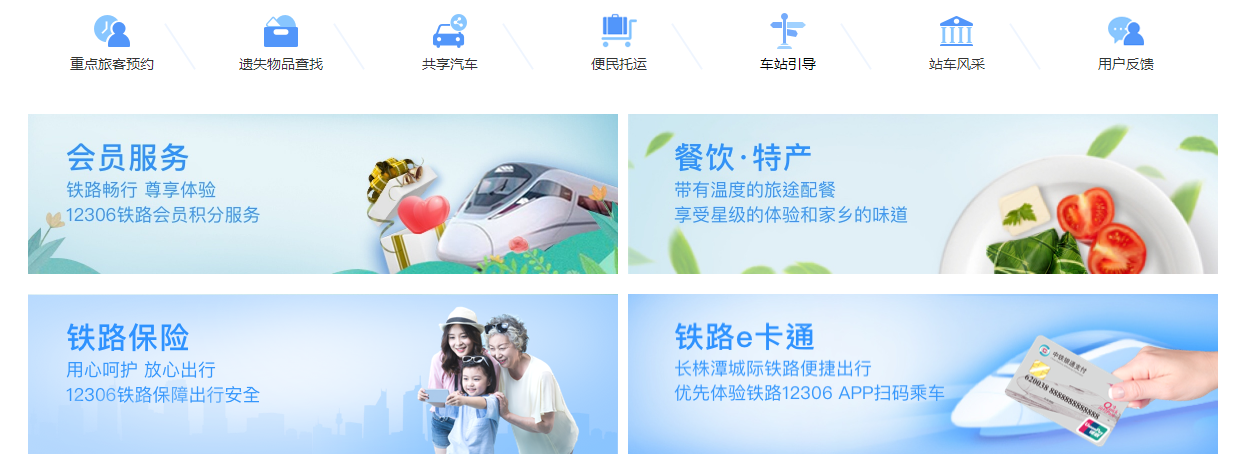 重点旅客预约
遗失物品查找
共享汽车
便民托运
车站引导
站车风采
用户反馈
会员服务
铁路畅行 尊享体验
12306铁路会员积分服务
餐饮·特产
带有温度的旅途配餐
享受星级的体验和家乡的味道
铁路保险
用心呵护 放心出行
12306铁路保障出行安全
铁路e卡通
长株潭城际铁路便捷出行
优先体验铁路12306 APP扫码乘车
中铁银通支付